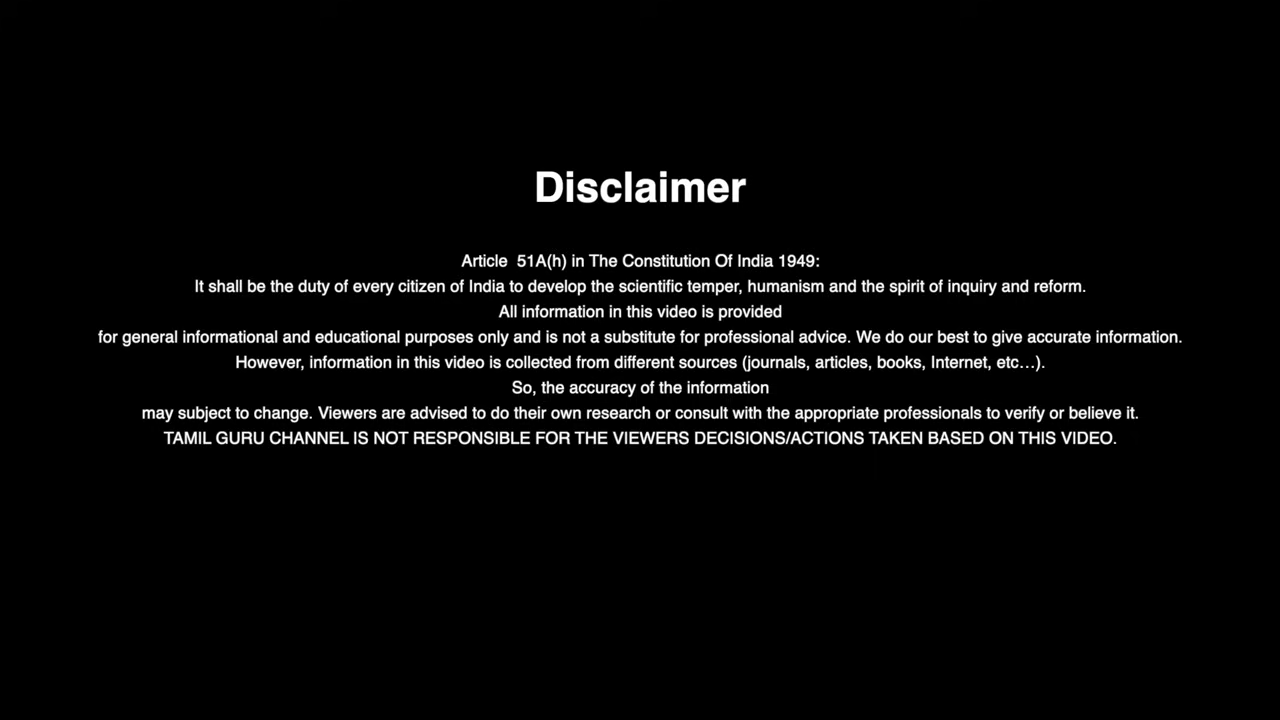 Disclaimer
Article  51A(h) in The Constitution Of India 1949:
It shall be the duty of every citizen of India to develop the scientific temper, humanism and the spirit of inquiry and reform.
All information in this video is provided
for general informational and educational purposes only and is not a substitute for professional advice. We do our best to give accurate information.
However, information in this video is collected from different sources (journals, articles, books, Internet, etc…).
So, the accuracy of the information
may subject to change. Viewers are advised to do their own research or consult with the appropriate professionals to verify or believe it.
TAMIL GURU CHANNEL IS NOT RESPONSIBLE FOR THE VIEWERS DECISIONS/ACTIONS TAKEN BASED ON THIS VIDEO.